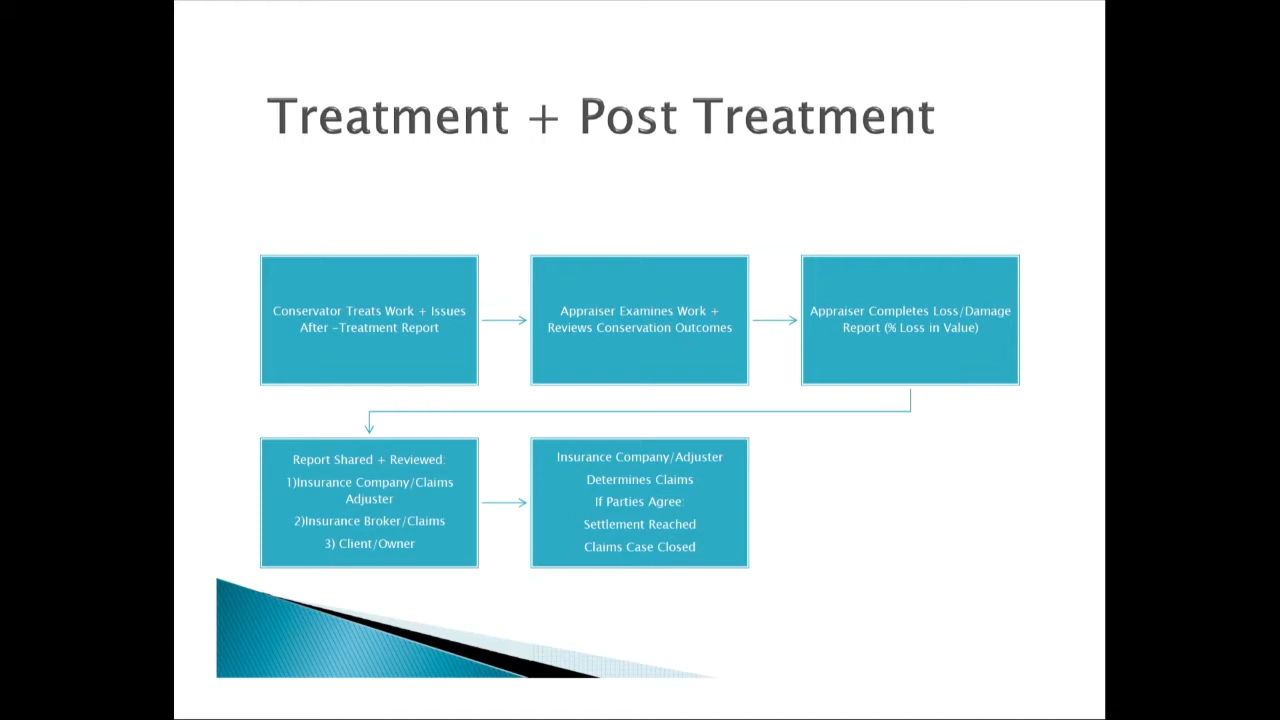 Treatment + Post Treatment
Conservator Treats Work + Issues
After -Treatment Report
Appraiser Examines Work +
Reviews Conservation Outcomes
Appraiser Completes Loss/Damage
Report (% Loss in Value)
Report Shared + Reviewed:
1)Insurance Company/Claims
Adjuster
2)Insurance Broker/Claims
3) Client/Owner
Insurance Company/Adjuster
Determines Claims
If Parties Agree:
Settlement Reached
Claims Case Closed